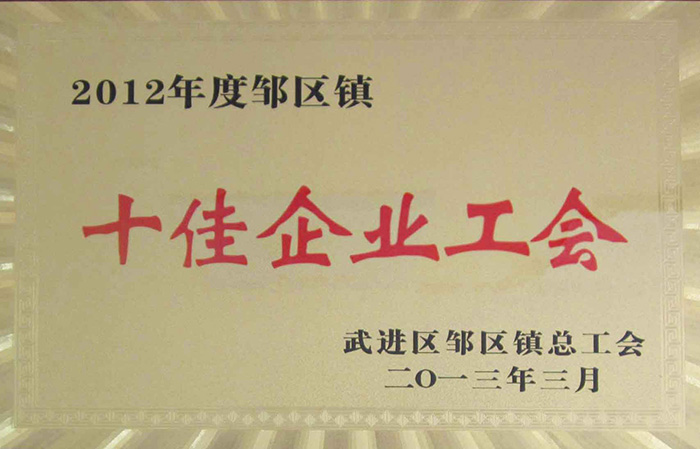 2012年度邹区镇
十佳企业工会
武进区邹区镇总工会
二〇一三年三月